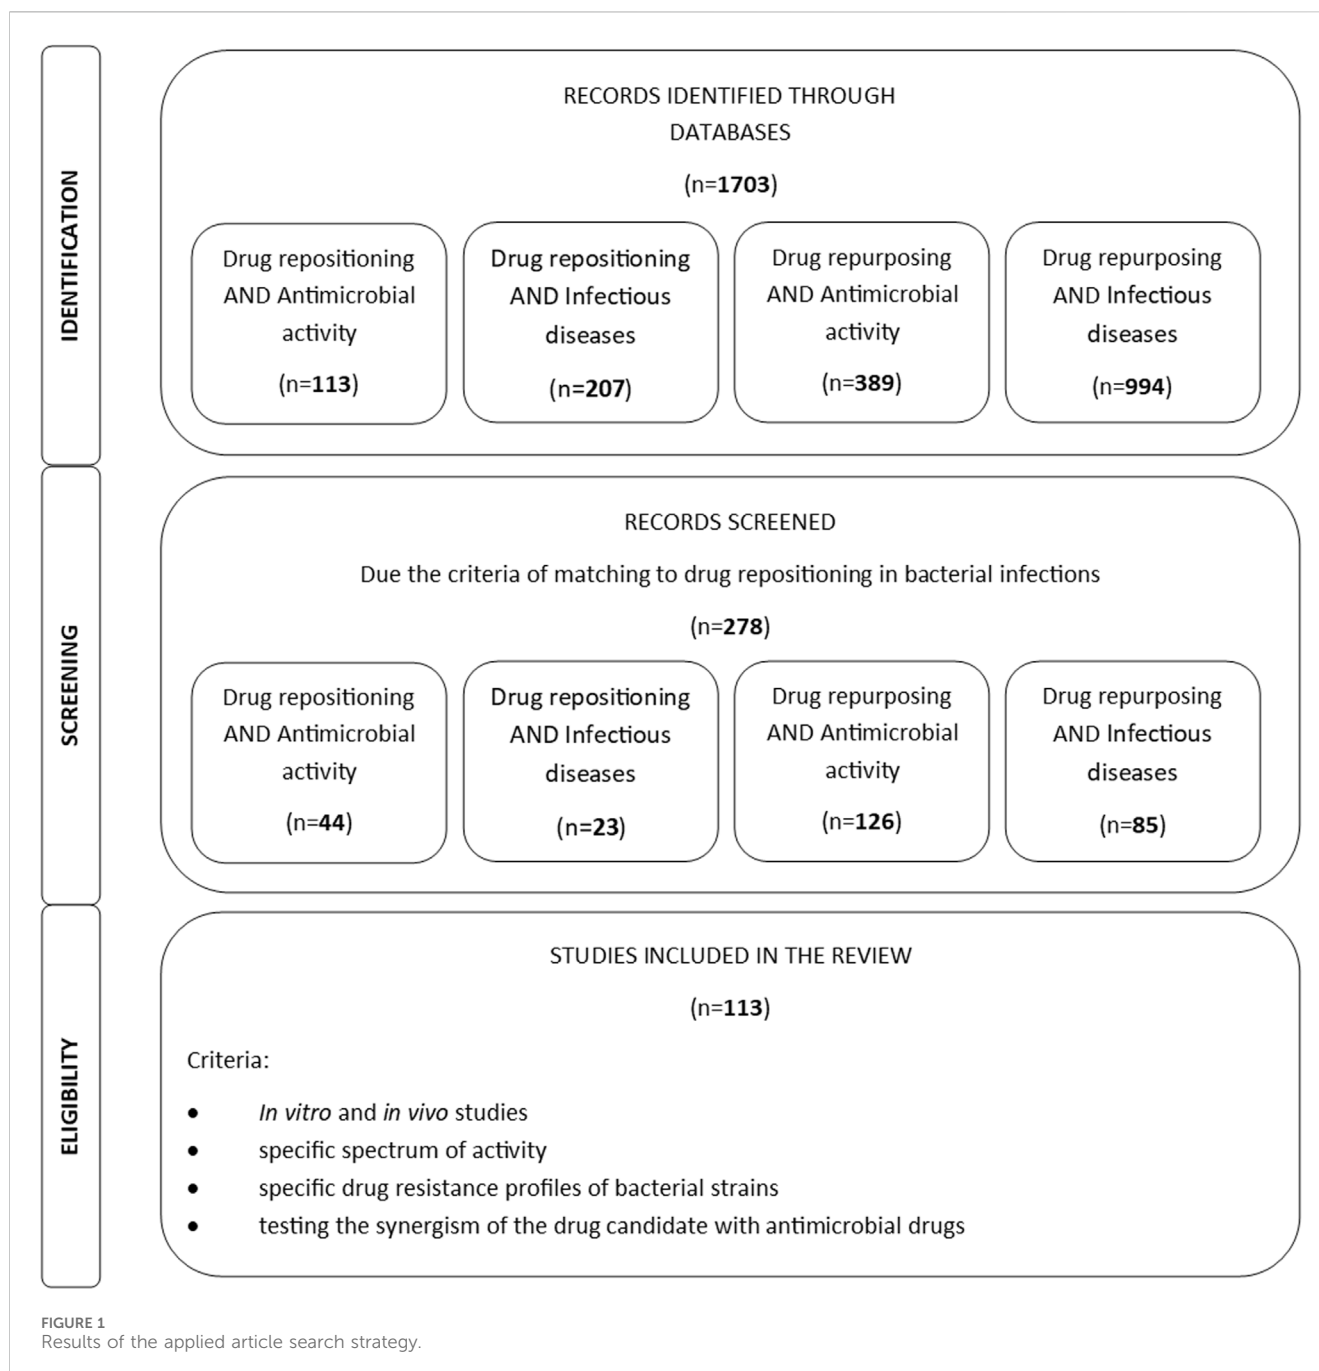 IDENTIFICATION
RECORDS IDENTIFIED THROUGH
DATABASES
(n=1703)
Drug repositioning
AND Antimicrobial
activity
(n=113)
Drug repositioning
AND Infectious
diseases
(n=207)
Drug repurposing
AND Antimicrobial
activity
(n=389)
Drug repurposing
AND Infectious
diseases
(n=994)
SCREENING
RECORDS SCREENED
Due the criteria of matching to drug repositioning in bacterial infections
(n=278)
Drug repositioning
AND Antimicrobial
activity
(n=44)
Drug repositioning
AND Infectious
diseases
(n=23)
Drug repurposing
AND Antimicrobial
activity
(n=126)
Drug repurposing
AND Infectious
diseases
(n=85)
ELIGIBILITY
STUDIES INCLUDED IN THE REVIEW
(n=113)
Criteria:
• In vitro and in vivo studies
• specific spectrum of activity
• specific drug resistance profiles of bacterial strains
• testing the synergism of the drug candidate with antimicrobial drugs
FIGURE 1
Results of the applied article search strategy.